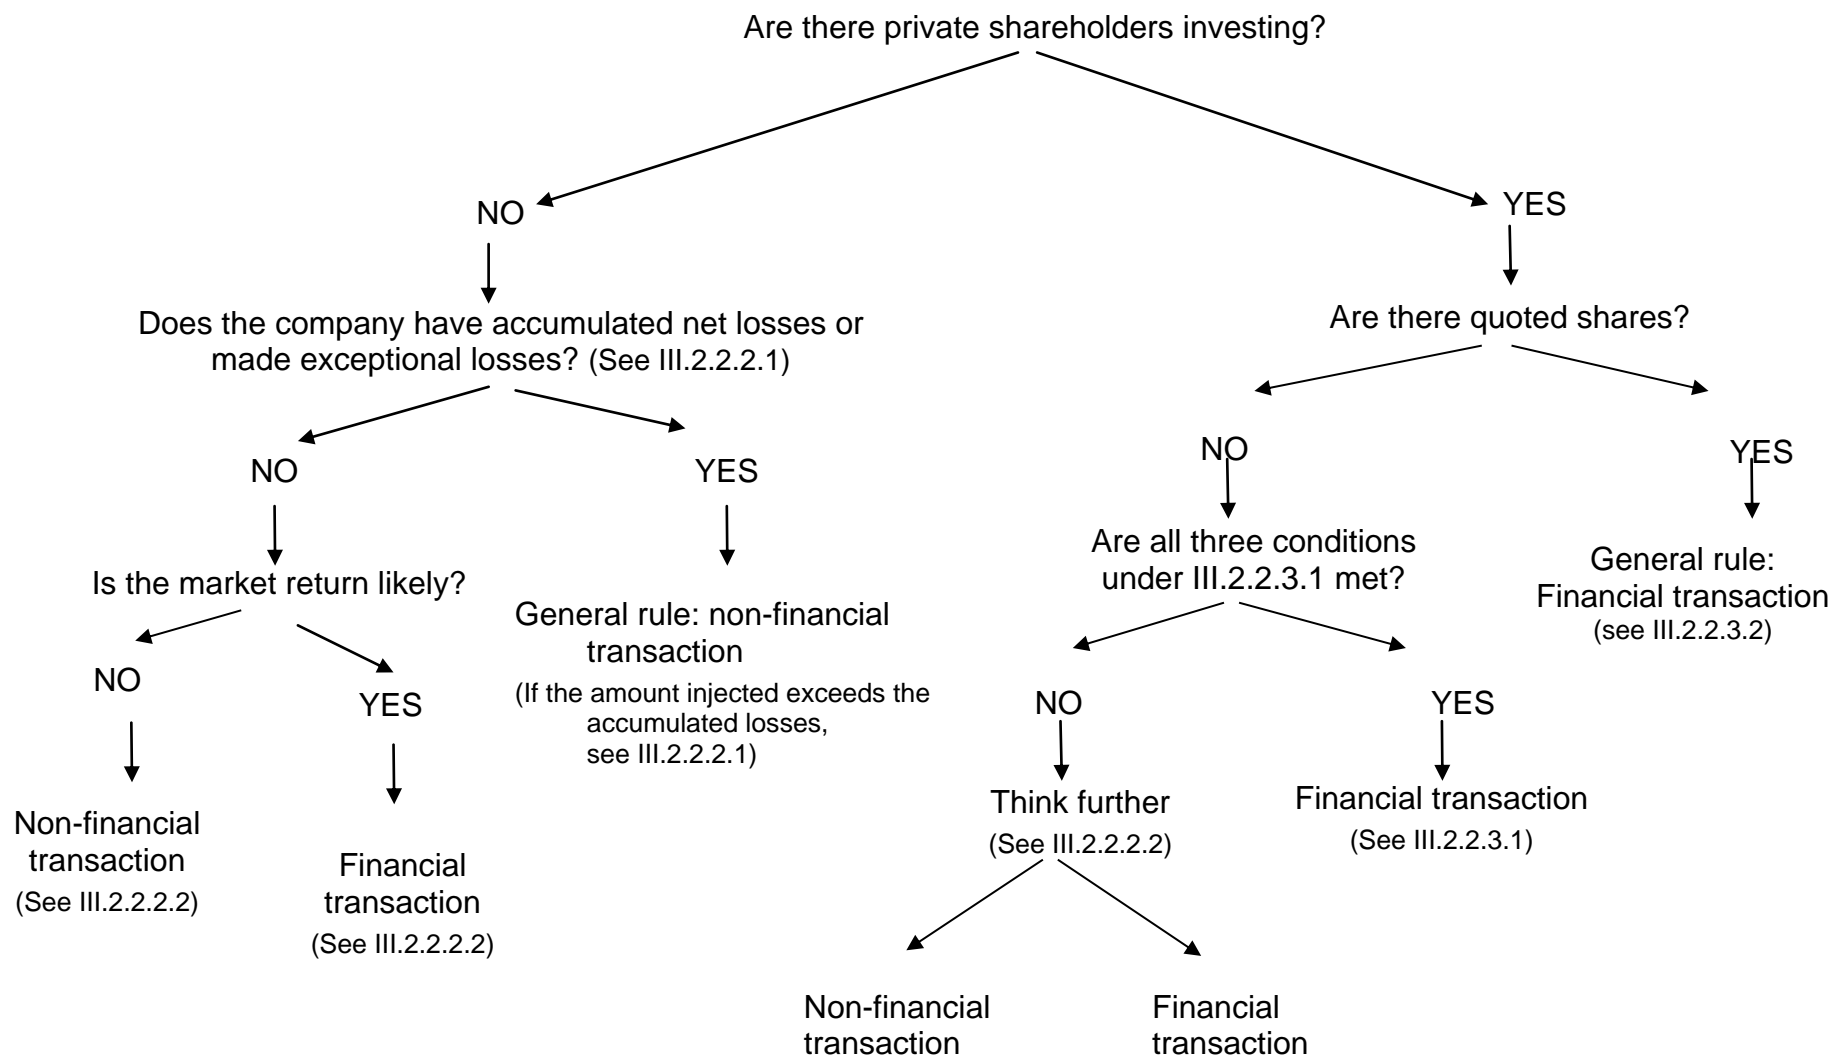 Are there private shareholders investing?
NO
YES
Does the company have accumulated net losses or
made exceptional losses? (See III.2.2.2.1)
Are there quoted shares?
NO
YES
NO
YES
Is the market return likely?
General rule: non-financial
transaction
(If the amount injected exceeds the
accumulated losses,
see III.2.2.2.1)
Are all three conditions
under III.2.2.3.1 met?
General rule:
Financial transaction
(see III.2.2.3.2)
NO
YES
NO
YES
Non-financial
transaction
(See III.2.2.2.2)
Financial
transaction
(See III.2.2.2.2)
Think further
(See III.2.2.2.2)
Financial transaction
(See III.2.2.3.1)
Non-financial
transaction
Financial
transaction